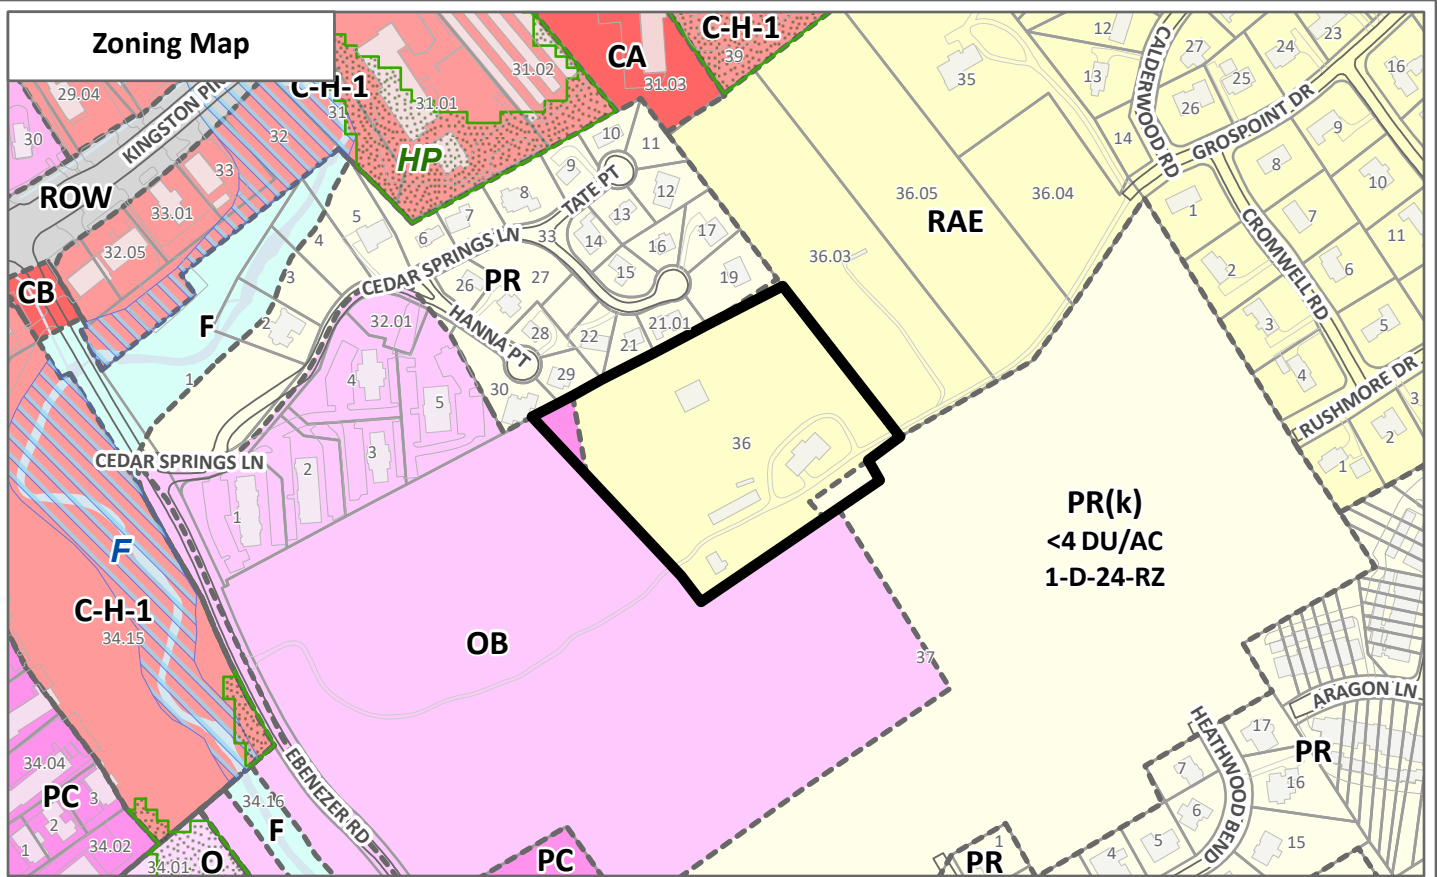 Zoning Map
C-H-1
39
CA
31.03
31.02
31.01
C-H-1
31
HP
29.04
30
KINGSTON PIK
32
33
ROW
33.01
32.05
CB
F
1
2
3
4
5
6
7
8
9
10
11
12
TATE PT
33
13
14
15
16
17
19
CEDAR SPRINGS LN
PR
26
27
28
HANNA PT
22
21
21.01
29
30
32.01
4
5
3
2
1
CEDAR SPRINGS LN
35
36.05
36.04
36.03
RAE
36
12
13
14
CALDERWOOD RD
27
24
23
25
26
16
GROSPOINT DR
9
8
10
1
7
11
CROMWELL RD
2
6
3
5
4
3
RUSHMORE DR
2
1
PR(k)
<4 DU/AC
1-D-24-RZ
F
C-H-1
34.15
OB
37
EBENEZER RD
34.04
PC
3
2
1
34.02
34.01
O
34.16
F
PC
PR
1
HEATHWOOD BEND
ARAGON LN
17
PR
16
7
6
5
4
15